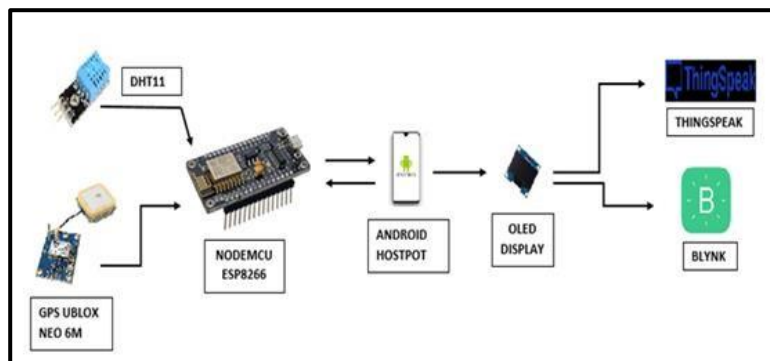 DHT11
ThingSpeak
THINGSPEAK
NODEMCU
ESP8266
ANDROID
HOSTPOT
OLED
DISPLAY
B
BLYNK
GPS UBLOX
NEO 6M